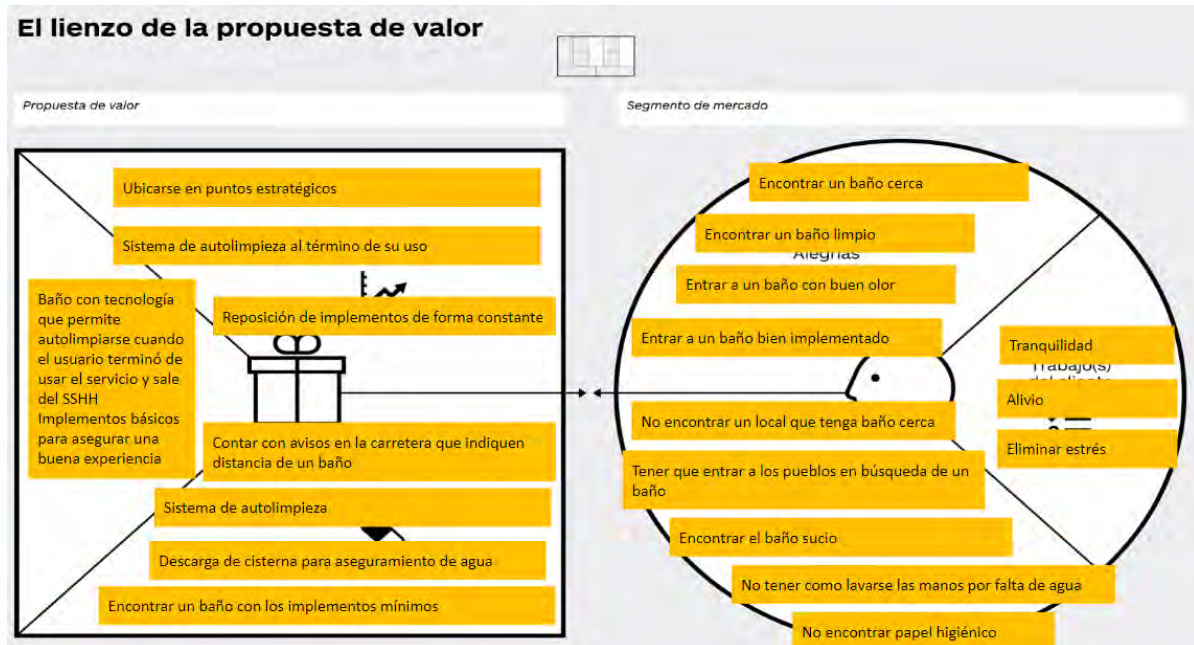 El lienzo de la propuesta de valor
Propuesta de valor
Ubicarse en puntos estratégicos
Sistema de autolimpieza al término de su uso
Baño con tecnología
que permite
autolimpiarse cuando
el usuario terminó de
usar el servicio y sale
del SSHH
Implementos básicos
para asegurar una
buena experiencia
Reposición de implementos de forma constante
Contar con avisos en la carretera que indiquen
distancia de un baño
Sistema de autolimpieza
Descarga de cisterna para aseguramiento de agua
Encontrar un baño con los implementos mínimos
Segmento de mercado
Encontrar un baño cerca
Encontrar un baño limpio
Alegrías
Entrar a un baño con buen olor
Entrar a un baño bien implementado
No encontrar un local que tenga baño cerca
Tener que entrar a los pueblos en búsqueda de un
baño
Encontrar el baño sucio
No tener como lavarse las manos por falta de agua
No encontrar papel higiénico
Tranquilidad
Trabajo(s)
del cliente
Alivio
Eliminar estrés